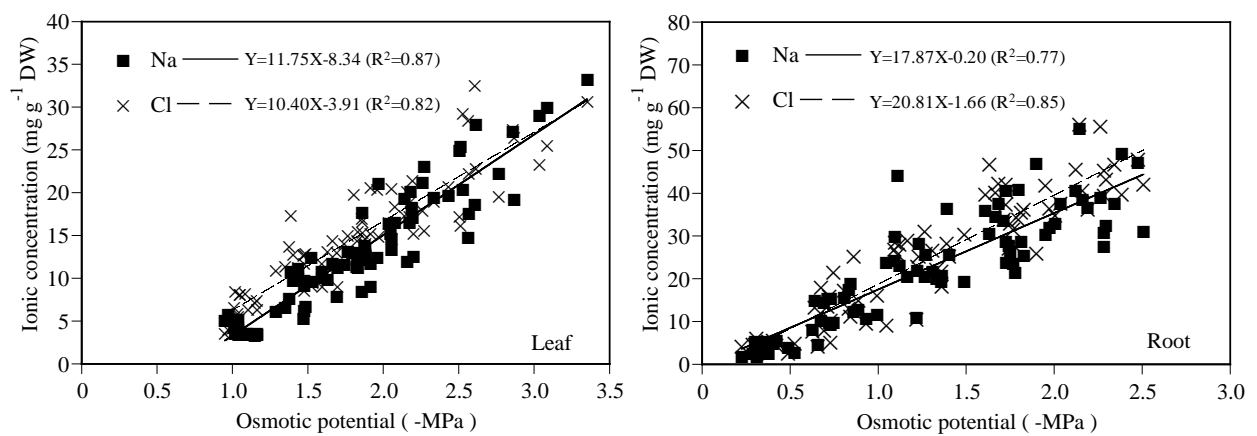 Ionic concentration (mg g⁻¹ DW)
40
35
30
25
20
15
10
5
0
Na Y=11.75X-8.34 (R²=0.87)
Cl Y=10.40X-3.91 (R²=0.82)
Leaf
0 1.0 1.5 2.0 2.5 3.0 3.5
Osmotic potential ( -MPa )
Ionic concentration (mg g⁻¹ DW)
80
70
60
50
40
30
20
10
0
Na Y=17.87X-0.20 (R²=0.77)
Cl Y=20.81X-1.66 (R²=0.85)
Root
0 0.5 1.0 1.5 2.0 2.5 3.0
Osmotic potential ( -MPa )